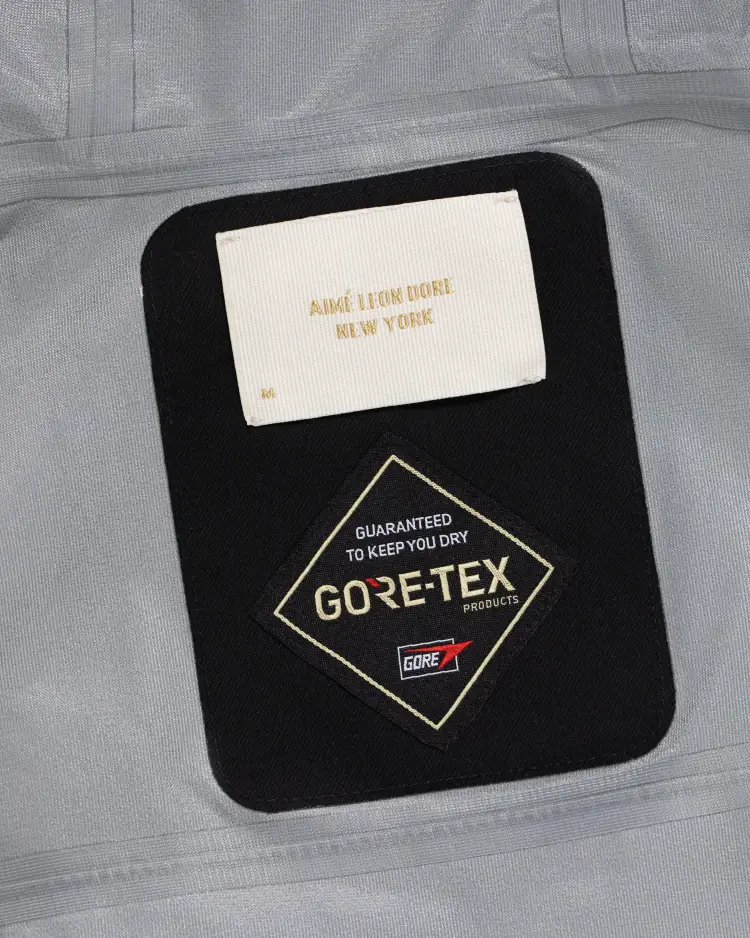 AIMÉ LEON DORE
NEW YORK
M
GUARANTEED
TO KEEP YOU DRY
GORE-TEX
PRODUCTS
GORE